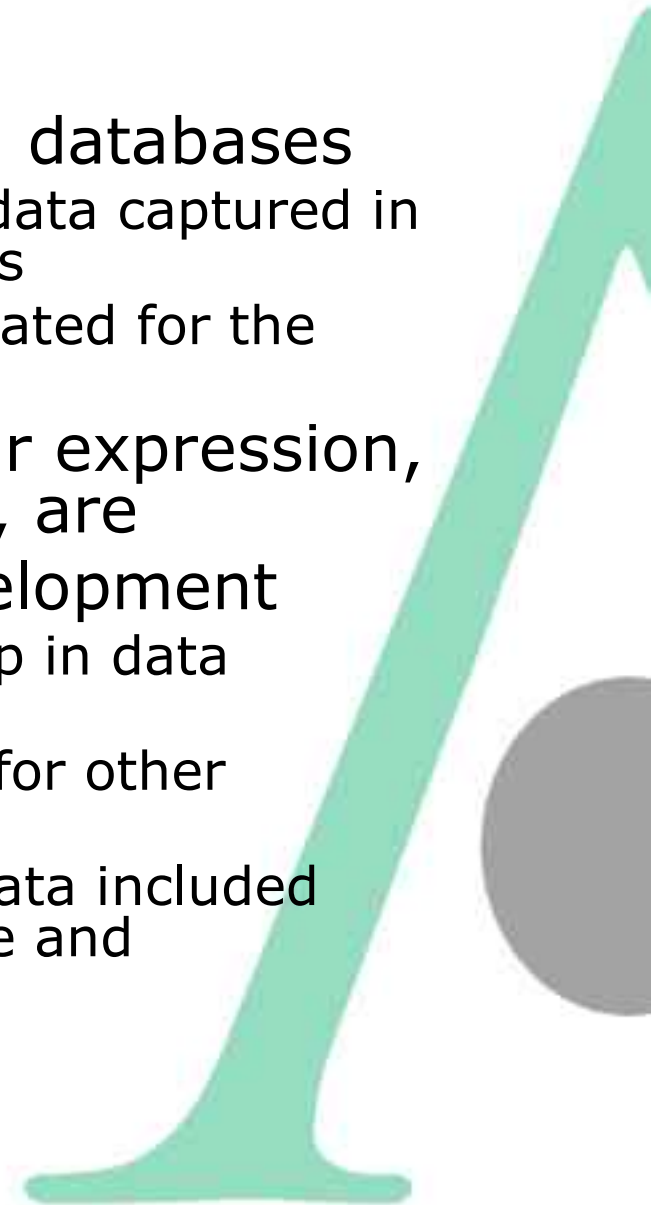 databases
data captured in
s
ated for the
r expression,
, are
elopment
p in data
for other
ata included
e and